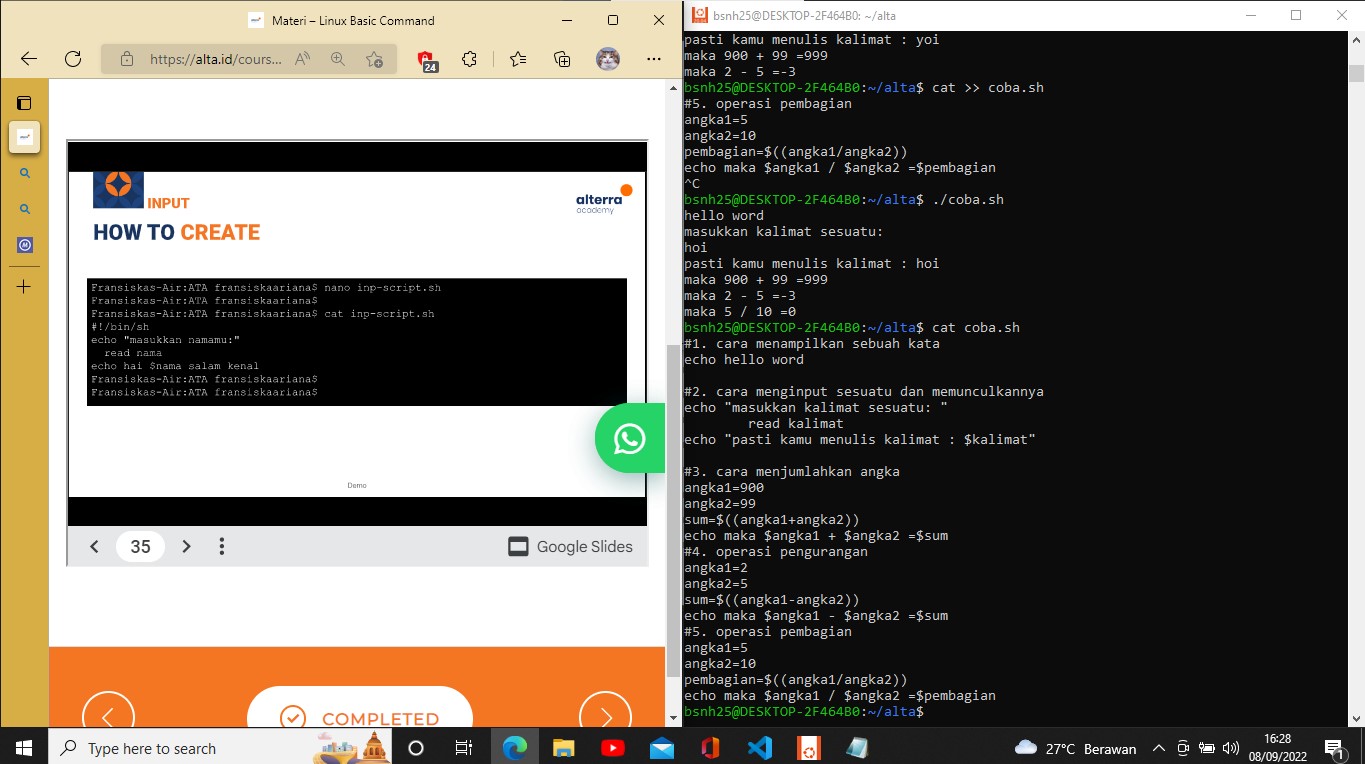 Materi – Linux Basic Command
https://alta.id/cours...
24
INPUT
alterra
academy
HOW TO CREATE
Fransiskas-Air:ATA fransiskaariana$ nano inp-script.sh
Fransiskas-Air:ATA fransiskaariana$
Fransiskas-Air:ATA fransiskaariana$ cat inp-script.sh
#!/bin/sh
echo "masukkan namamu:"
  read nama
echo hai $nama salam kenal
Fransiskas-Air:ATA fransiskaariana$
Fransiskas-Air:ATA fransiskaariana$
Demo
35
Google Slides
COMPLETED
bsnh25@DESKTOP-2F464B0: ~/alta
pasti kamu menulis kalimat : yoi
maka 900 + 99 =999
maka 2 - 5 =-3
bsnh25@DESKTOP-2F464B0:~/alta$ cat >> coba.sh
#5. operasi pembagian
angka1=5
angka2=10
pembagian=$((angka1/angka2))
echo maka $angka1 / $angka2 =$pembagian
^C
bsnh25@DESKTOP-2F464B0:~/alta$ ./coba.sh
hello word
masukkan kalimat sesuatu:
hoi
pasti kamu menulis kalimat : hoi
maka 900 + 99 =999
maka 2 - 5 =-3
maka 5 / 10 =0
bsnh25@DESKTOP-2F464B0:~/alta$ cat coba.sh
#1. cara menampilkan sebuah kata
echo hello word
#2. cara menginput sesuatu dan memunculkannya
echo "masukkan kalimat sesuatu: "
        read kalimat
echo "pasti kamu menulis kalimat : $kalimat"
#3. cara menjumlahkan angka
angka1=900
angka2=99
sum=$((angka1+angka2))
echo maka $angka1 + $angka2 =$sum
#4. operasi pengurangan
angka1=2
angka2=5
sum=$((angka1-angka2))
echo maka $angka1 - $angka2 =$sum
#5. operasi pembagian
angka1=5
angka2=10
pembagian=$((angka1/angka2))
echo maka $angka1 / $angka2 =$pembagian
bsnh25@DESKTOP-2F464B0:~/alta$
Type here to search
27°C Berawan
16:28
08/09/2022
1